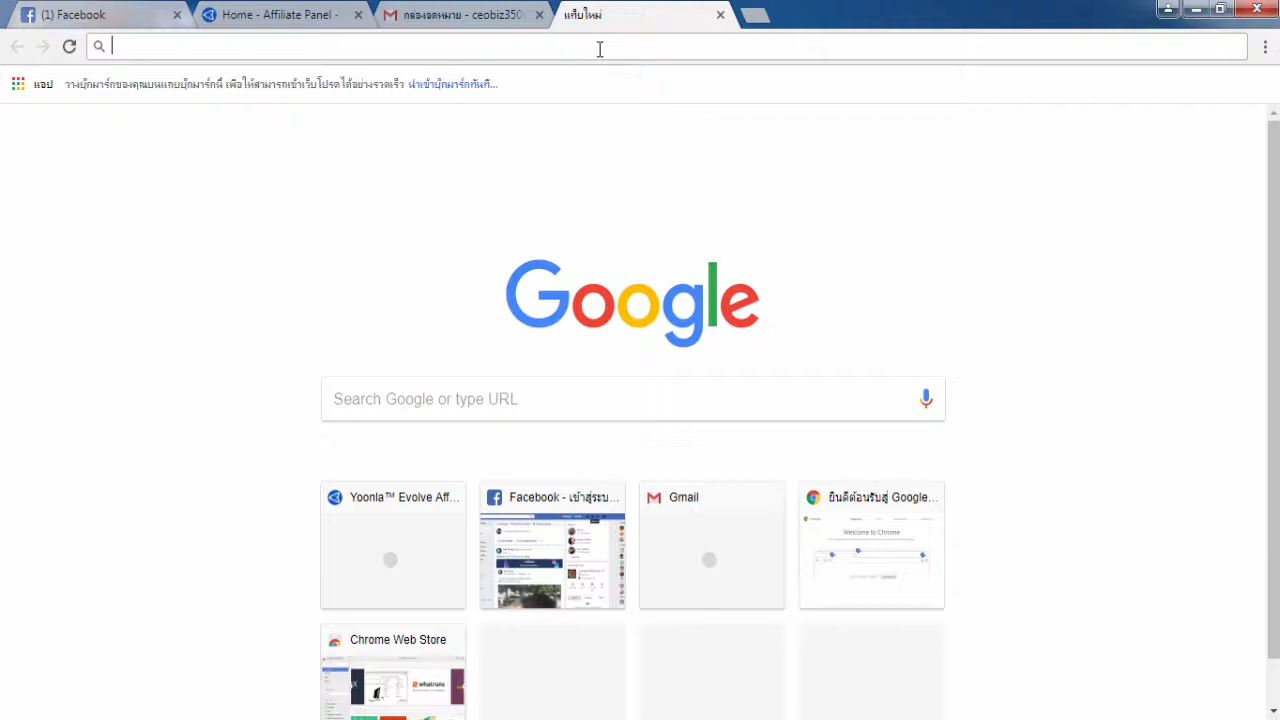 (1) Facebook
Home - Affiliate Panel -
กล่องจดหมาย - ceobiz350
แท็บใหม่
แอป
วางบุ๊กมาร์กของคุณบนแถบบุ๊กมาร์กนี้ เพื่อให้สามารถเข้าเว็บโปรดได้อย่างรวดเร็ว นำเข้าบุ๊กมาร์กทันที...
Google
Search Google or type URL
Yoonla™ Evolve Aff...
Facebook - เข้าสู่ระบ...
Gmail
ยินดีต้อนรับสู่ Google...
Welcome to Chrome
Chrome Web Store
whatruns